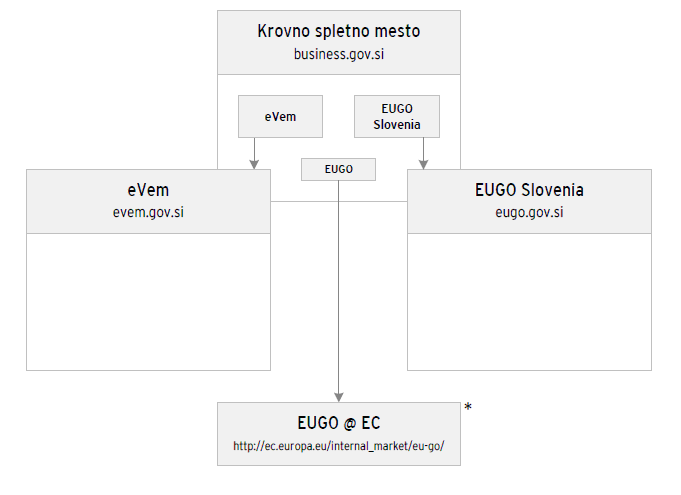 Krovno spletno mesto
business.gov.si
eVem
EUGO
Slovenia
EUGO
eVem
evem.gov.si
EUGO Slovenia
eugo.gov.si
EUGO @ EC
http://ec.europa.eu/internal_market/eu-go/
*